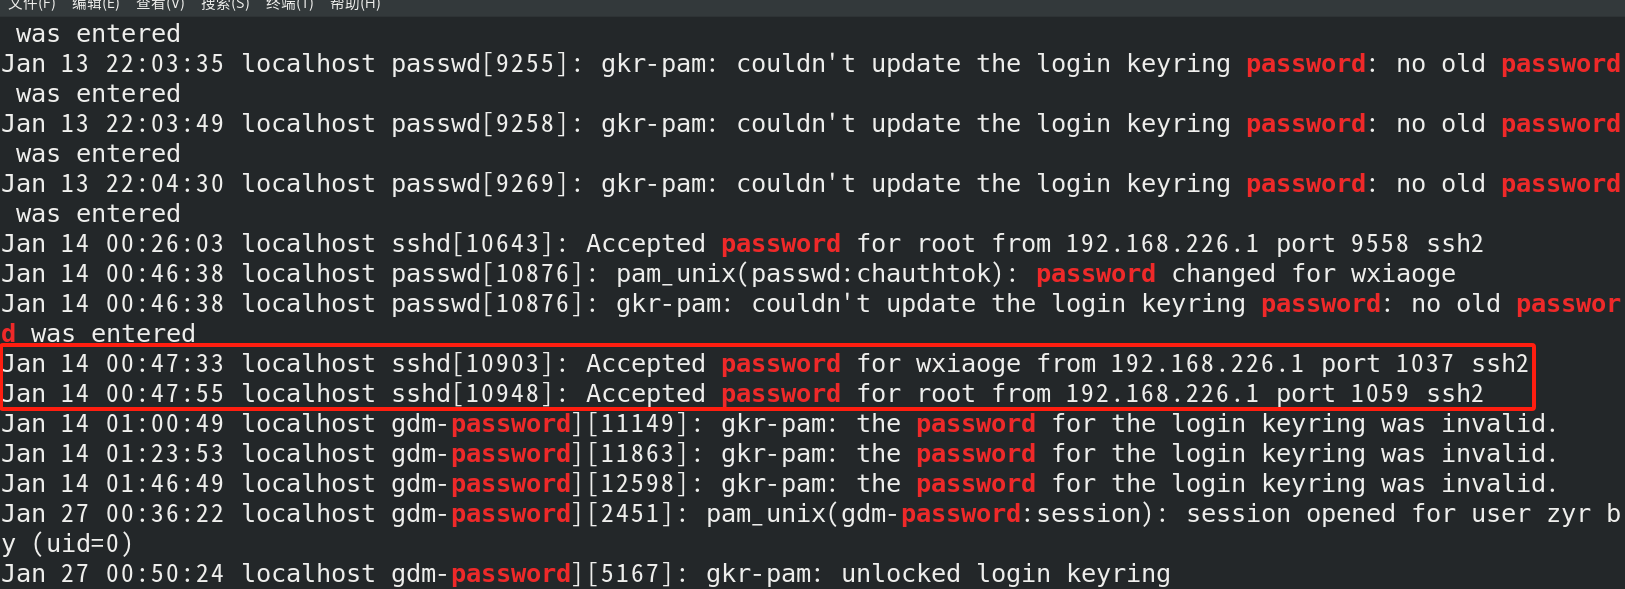 文件(F) 编辑(E) 查看(V) 搜索(S) 终端(T) 帮助(H)
was entered
Jan 13 22:03:35 localhost passwd[9255]: gkr-pam: couldn't update the login keyring password: no old password
was entered
Jan 13 22:03:49 localhost passwd[9258]: gkr-pam: couldn't update the login keyring password: no old password
was entered
Jan 13 22:04:30 localhost passwd[9269]: gkr-pam: couldn't update the login keyring password: no old password
was entered
Jan 14 00:26:03 localhost sshd[10643]: Accepted password for root from 192.168.226.1 port 9558 ssh2
Jan 14 00:46:38 localhost passwd[10876]: pam_unix(passwd:chauthtok): password changed for wxiaoge
Jan 14 00:46:38 localhost passwd[10876]: gkr-pam: couldn't update the login keyring password: no old passwor
d was entered
Jan 14 00:47:33 localhost sshd[10903]: Accepted password for wxiaoge from 192.168.226.1 port 1037 ssh2
Jan 14 00:47:55 localhost sshd[10948]: Accepted password for root from 192.168.226.1 port 1059 ssh2
Jan 14 01:00:49 localhost gdm-password][11149]: gkr-pam: the password for the login keyring was invalid.
Jan 14 01:23:53 localhost gdm-password][11863]: gkr-pam: the password for the login keyring was invalid.
Jan 14 01:46:49 localhost gdm-password][12598]: gkr-pam: the password for the login keyring was invalid.
Jan 27 00:36:22 localhost gdm-password][2451]: pam_unix(gdm-password:session): session opened for user zyr b
y (uid=0)
Jan 27 00:50:24 localhost gdm-password][5167]: gkr-pam: unlocked login keyring